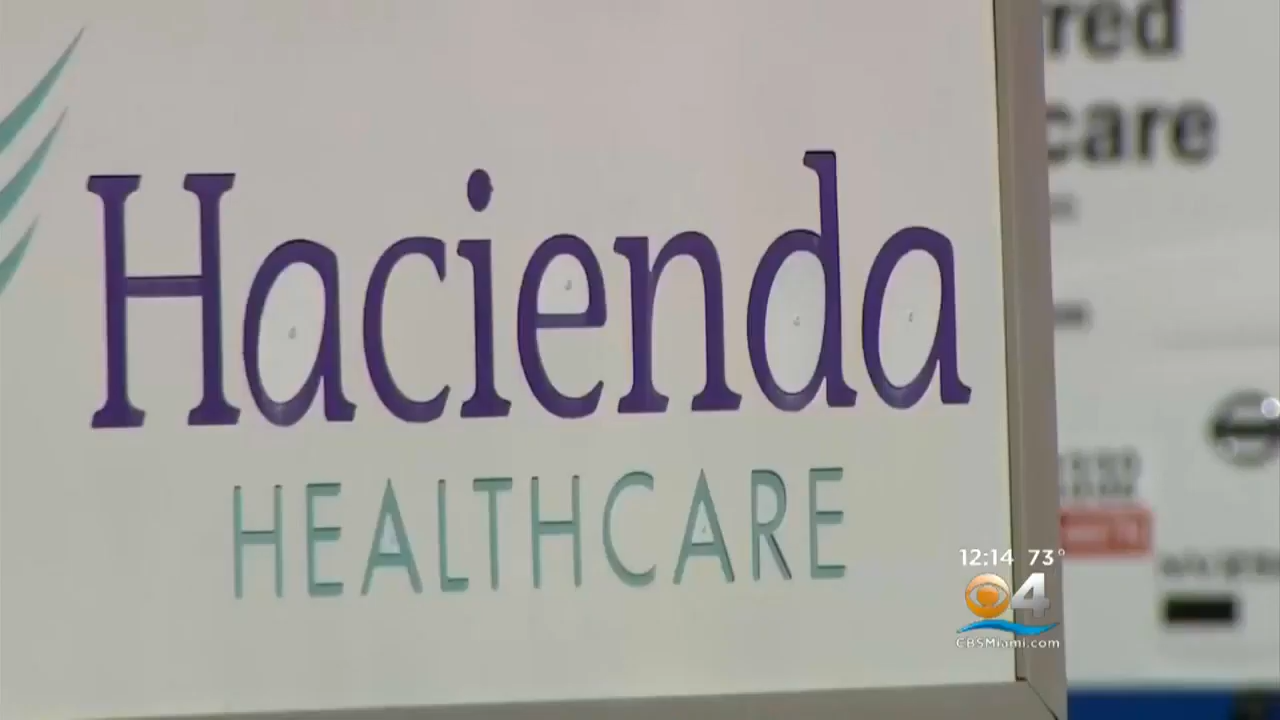 Hacienda
HEALTHCARE
red
care
12:14 73°
4
CBSMiami.com